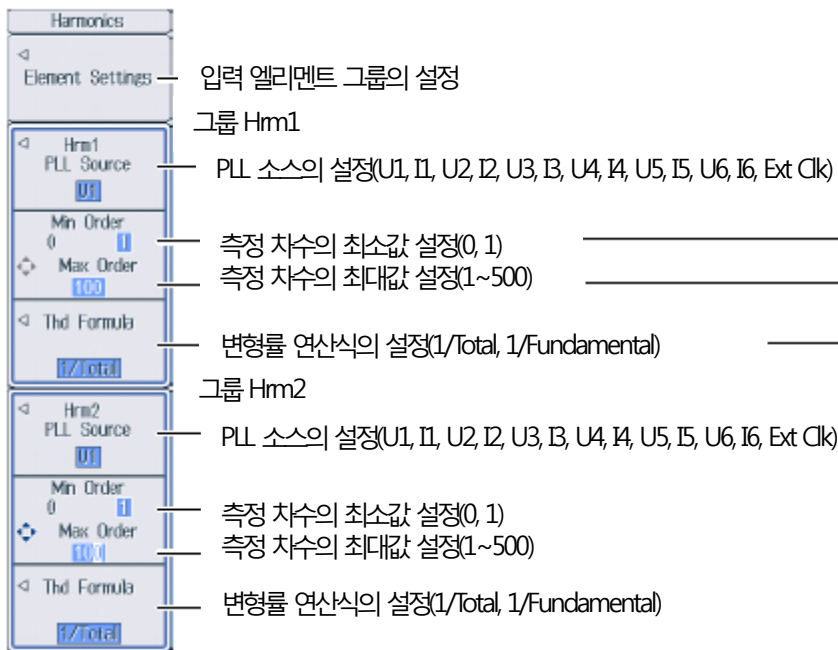 Harmonics
Element Settings
입력 엘리먼트 그룹의 설정
그룹 Hrm1
Hrm1
PLL Source
U1
PLL 소스의 설정(U1, I1, U2, I2, U3, I3, U4, I4, U5, I5, U6, I6, Ext Clk)
Min Order
0 1
측정 차수의 최소값 설정(0, 1)
Max Order
100
측정 차수의 최대값 설정(1~500)
Thd Formula
1/Total
변형률 연산식의 설정(1/Total, 1/Fundamental)
그룹 Hrm2
Hrm2
PLL Source
U1
PLL 소스의 설정(U1, I1, U2, I2, U3, I3, U4, I4, U5, I5, U6, I6, Ext Clk)
Min Order
0 1
측정 차수의 최소값 설정(0, 1)
Max Order
100
측정 차수의 최대값 설정(1~500)
Thd Formula
1/Total
변형률 연산식의 설정(1/Total, 1/Fundamental)